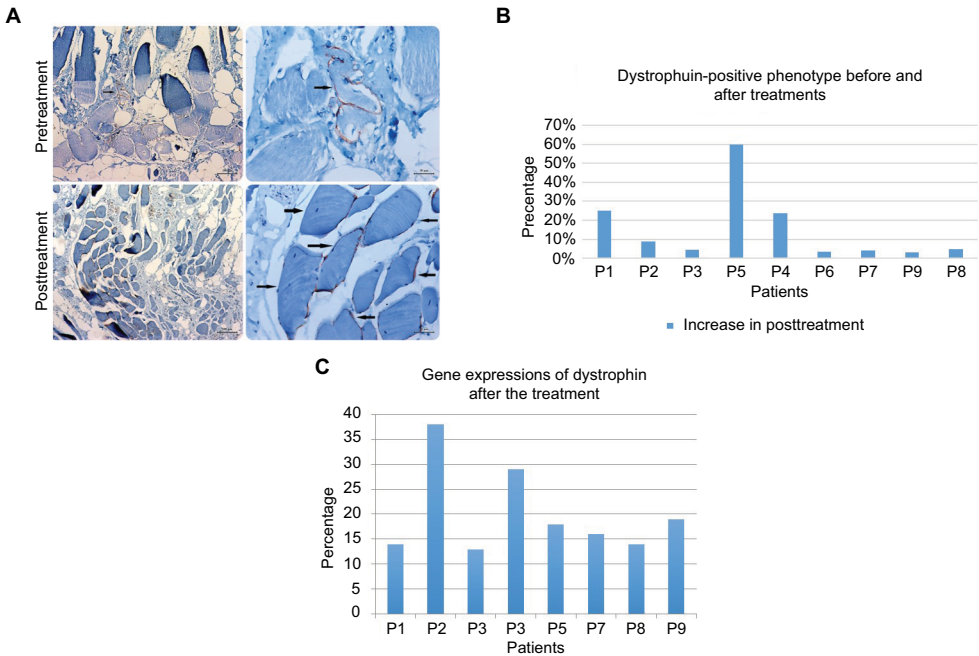 A
Pretreatment
Posttreatment
B
Dystrophuin-positive phenotype before and
after treatments
Precentage
70%
60%
50%
40%
30%
20%
10%
0%
P1 P2 P3 P5 P4 P6 P7 P9 P8
Patients
Increase in posttreatment
C
Gene expressions of dystrophin
after the treatment
Percentage
40
35
30
25
20
15
10
5
0
P1 P2 P3 P3 P5 P7 P8 P9
Patients